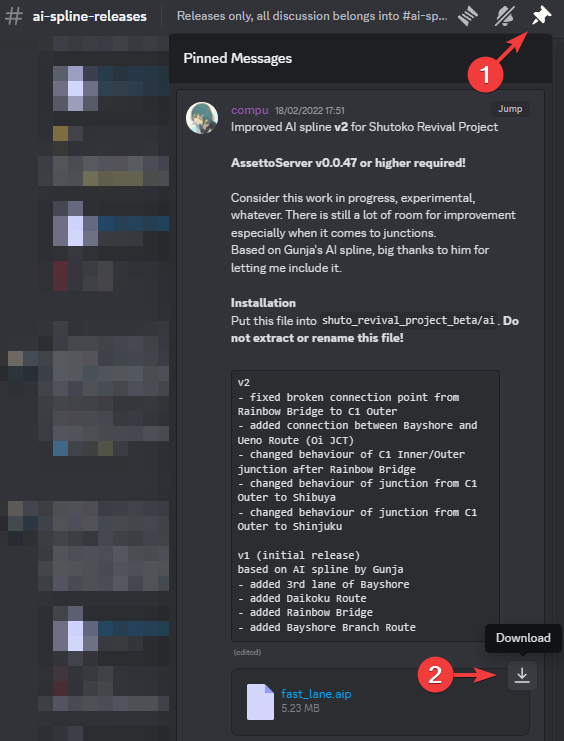 # ai-spline-releases
Releases only, all discussion belongs into #ai-sp...
1
Pinned Messages
compu 18/02/2022 17:51
Jump
Improved AI spline v2 for Shutoko Revival Project
AssettoServer v0.0.47 or higher required!
Consider this work in progress, experimental,
whatever. There is still a lot of room for improvement
especially when it comes to junctions.
Based on Gunja's AI spline, big thanks to him for
letting me include it.
Installation
Put this file into shuto_revival_project_beta/ai. Do
not extract or rename this file!
v2
- fixed broken connection point from
Rainbow Bridge to C1 Outer
- added connection between Bayshore and
Ueno Route (Oi JCT)
- changed behaviour of C1 Inner/Outer
junction after Rainbow Bridge
- changed behaviour of junction from C1
Outer to Shibuya
- changed behaviour of junction from C1
Outer to Shinjuku
v1 (initial release)
based on AI spline by Gunja
- added 3rd lane of Bayshore
- added Daikoku Route
- added Rainbow Bridge
- added Bayshore Branch Route
(edited)
Download
2
fast_lane.aip
5.23 MB